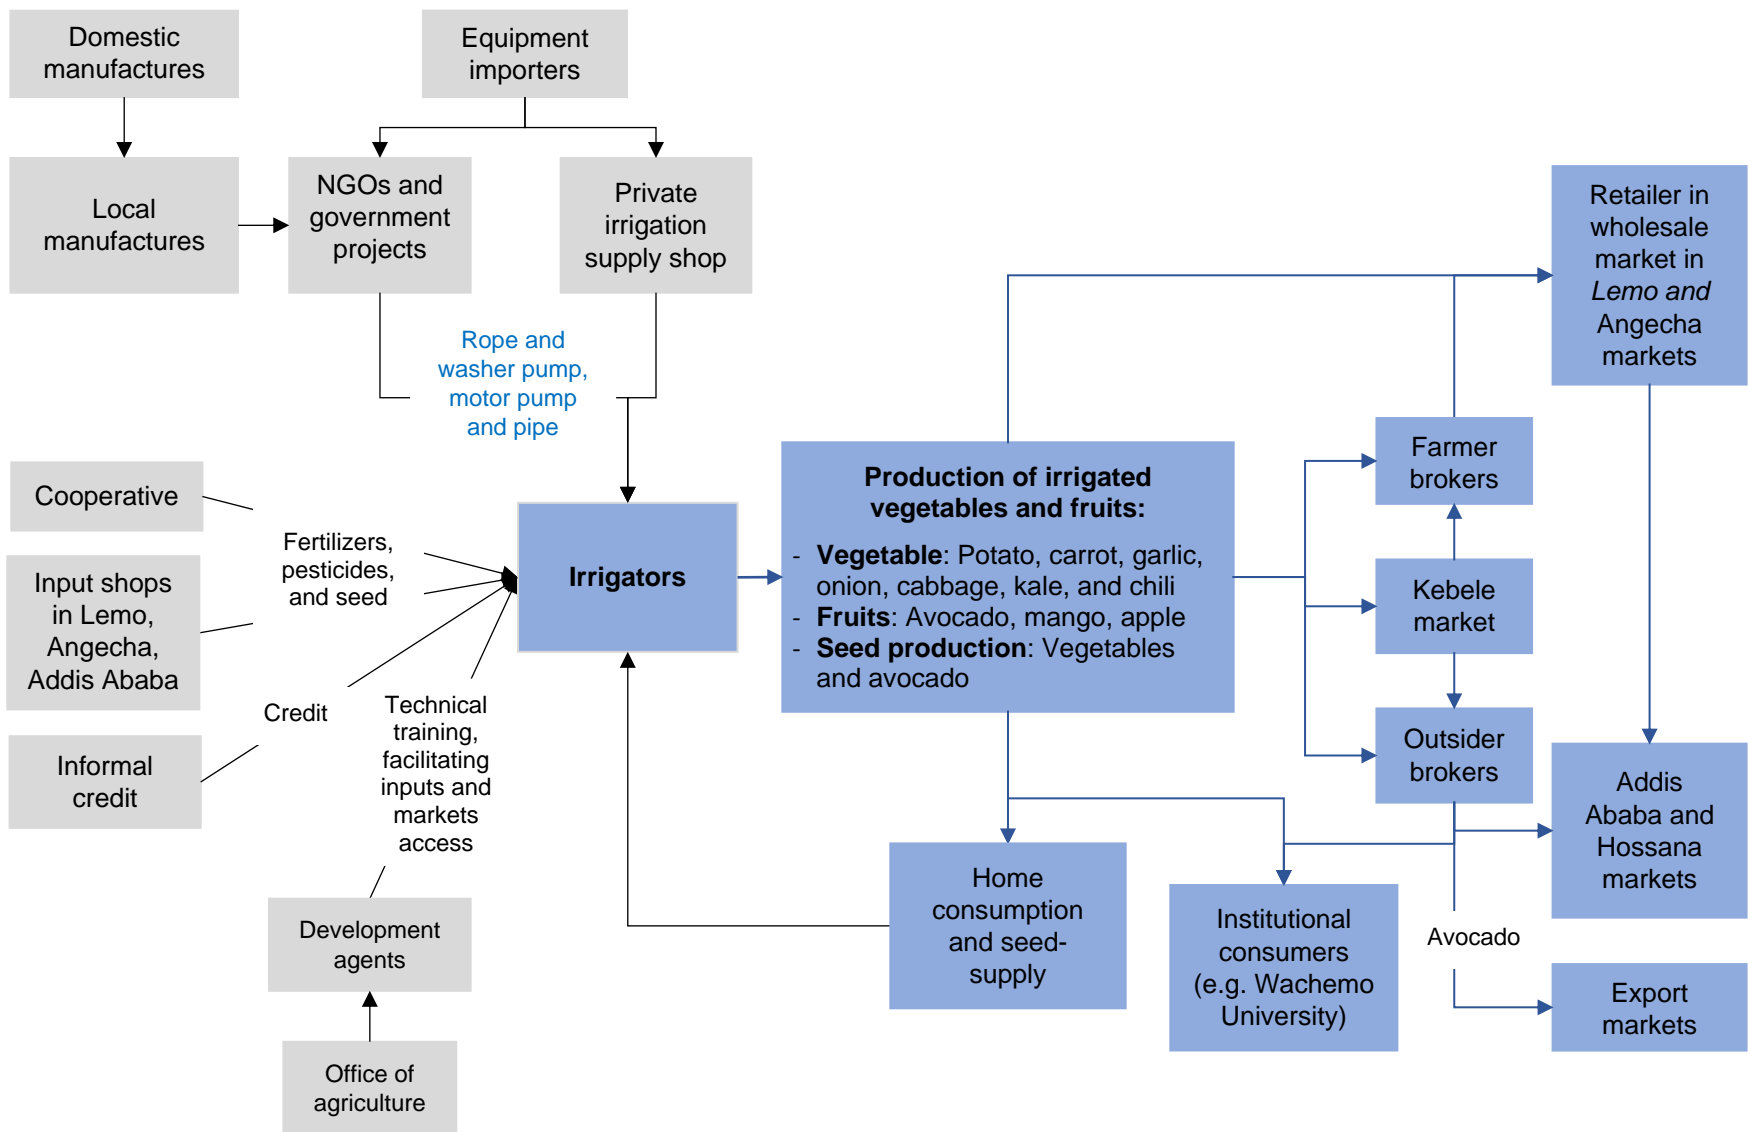 Domestic
manufactures
Equipment
importers
Local
manufactures
NGOs and
government
projects
Private
irrigation
supply shop
Retailer in
wholesale
market in
Lemo and
Angecha
markets
Rope and
washer pump,
motor pump
and pipe
Cooperative
Fertilizers,
pesticides,
and seed
Input shops
in Lemo,
Angecha,
Addis Ababa
Informal
credit
Credit
Technical
training,
facilitating
inputs and
markets
access
Development
agents
Office of
agriculture
Irrigators
Production of irrigated
vegetables and fruits:
- Vegetable: Potato, carrot, garlic,
onion, cabbage, kale, and chili
- Fruits: Avocado, mango, apple
- Seed production: Vegetables
and avocado
Farmer
brokers
Kebele
market
Outsider
brokers
Home
consumption
and seed-
supply
Institutional
consumers
(e.g. Wachemo
University)
Addis
Ababa and
Hossana
markets
Avocado
Export
markets